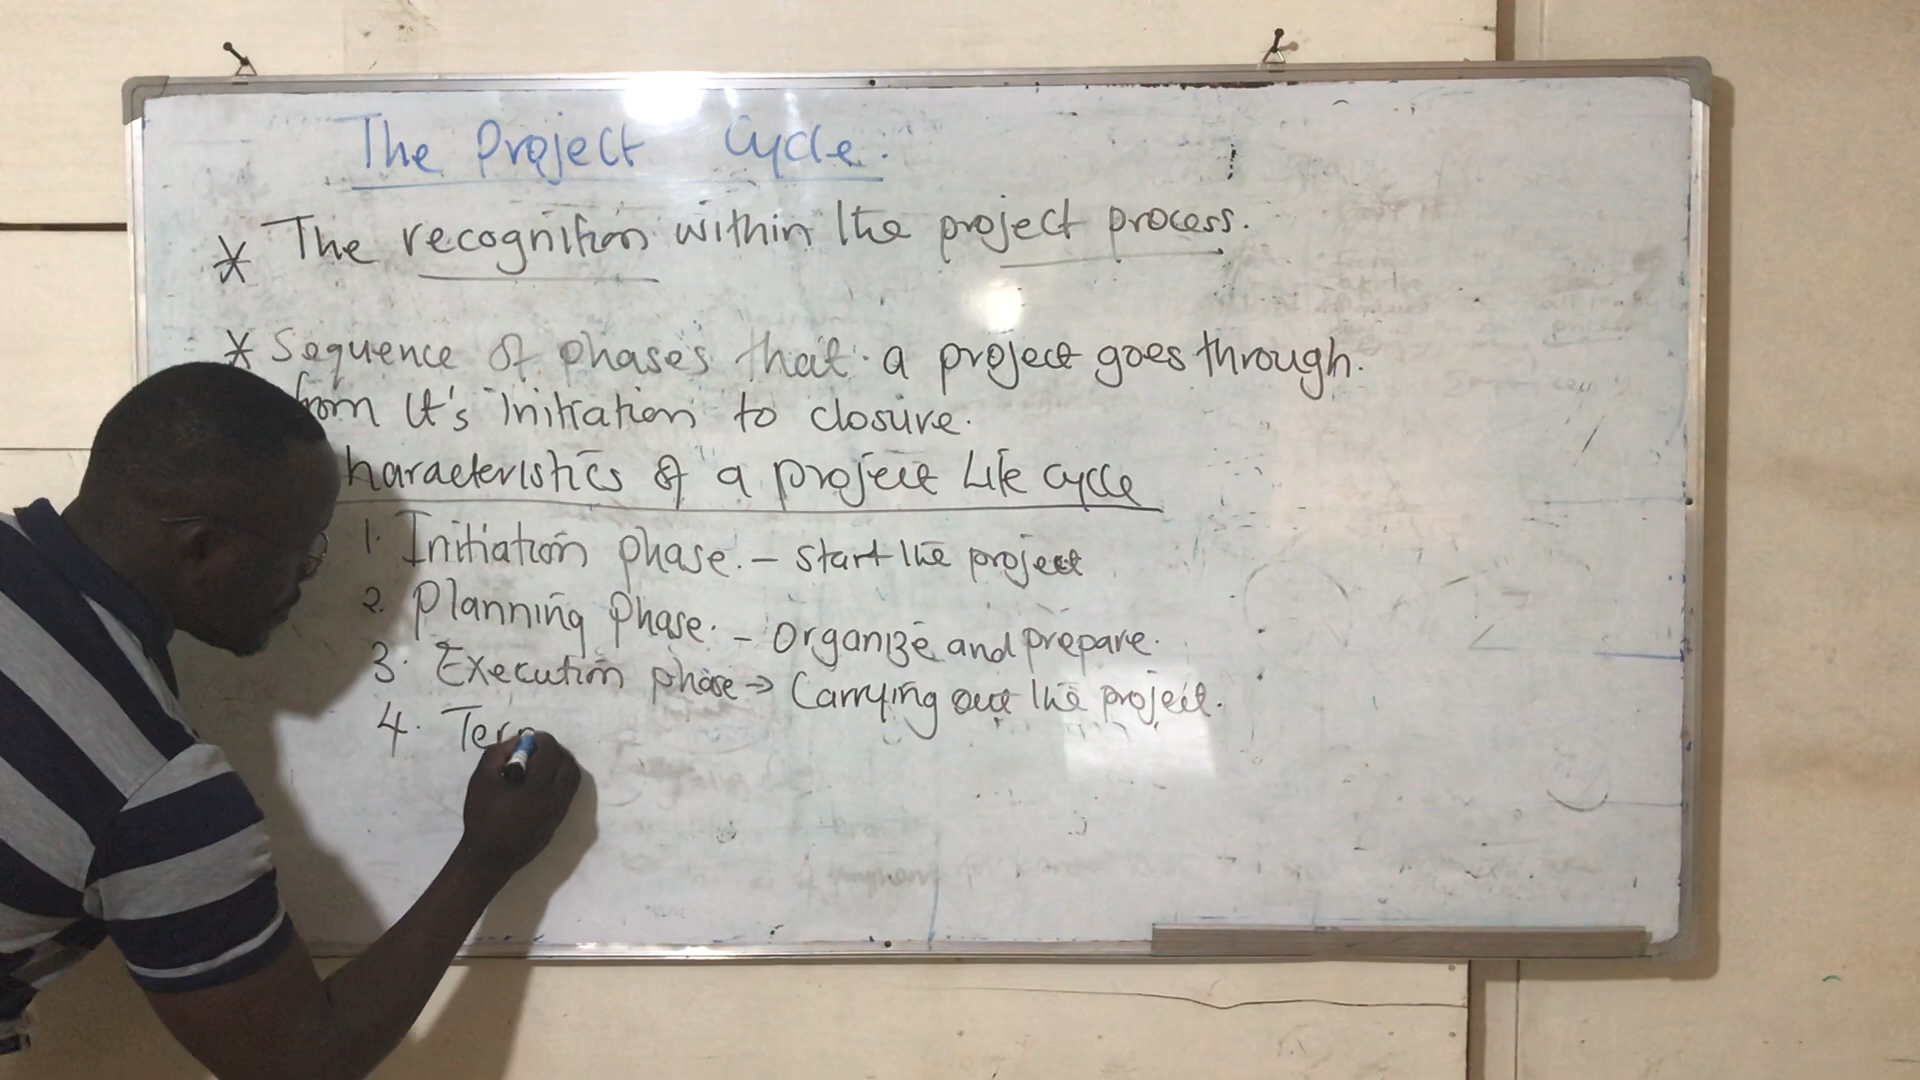 The Project Cycle.
* The recognition within the project process.
* Sequence of phases that a project goes through.
from it's initiation to closure.
haracteristics of a project Life cycle
1. Initiation phase. - start the project
2. Planning Phase. - Organize and prepare.
3. Execution phase → Carrying out the project.
4. Ter